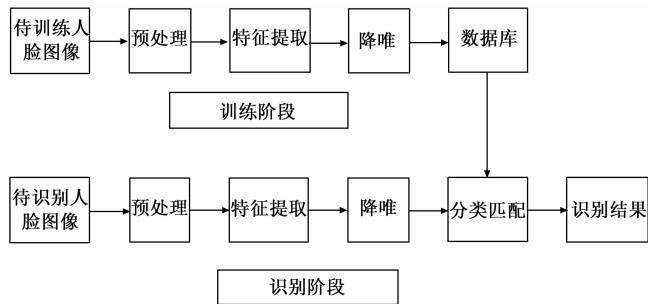 待训练人
脸图像
预处理
特征提取
降唯
数据库
训练阶段
待识别人
脸图像
预处理
特征提取
降唯
分类匹配
识别结果
识别阶段